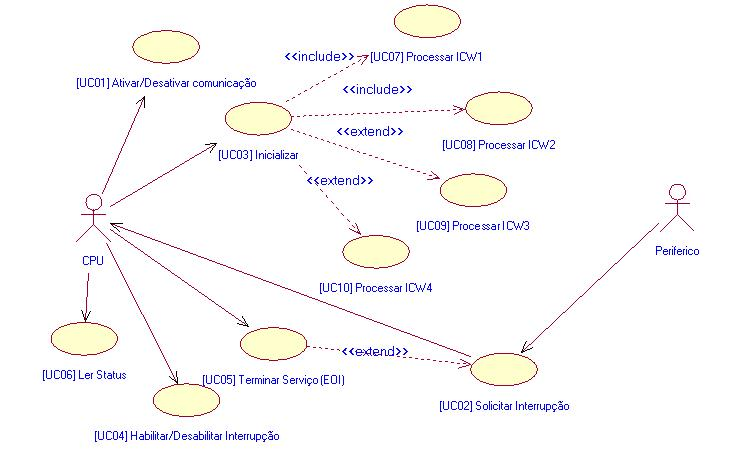 <<include>>
[UC07] Processar ICW1
[UC01] Ativar/Desativar comunicação
<<include>>
<<extend>>
[UC08] Processar ICW2
[UC03] Inicializar
<<extend>>
[UC09] Processar ICW3
Periferico
CPU
[UC10] Processar ICW4
<<extend>>
[UC06] Ler Status
[UC05] Terminar Serviço (EOI)
[UC02] Solicitar Interrupção
[UC04] Habilitar/Desabilitar Interrupção